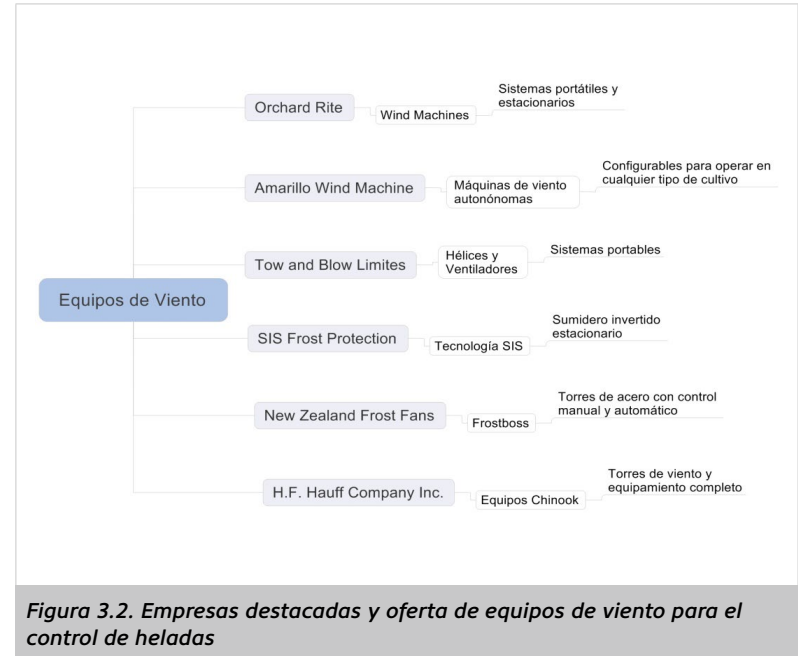 Equipos de Viento
Orchard Rite
Wind Machines
Sistemas portátiles y
estacionarios
Amarillo Wind Machine
Máquinas de viento
autonónomas
Configurables para operar en
cualquier tipo de cultivo
Tow and Blow Limites
Hélices y
Ventiladores
Sistemas portables
SIS Frost Protection
Tecnología SIS
Sumidero invertido
estacionario
New Zealand Frost Fans
Frostboss
Torres de acero con control
manual y automático
H.F. Hauff Company Inc.
Equipos Chinook
Torres de viento y
equipamiento completo
Figura 3.2. Empresas destacadas y oferta de equipos de viento para el
control de heladas